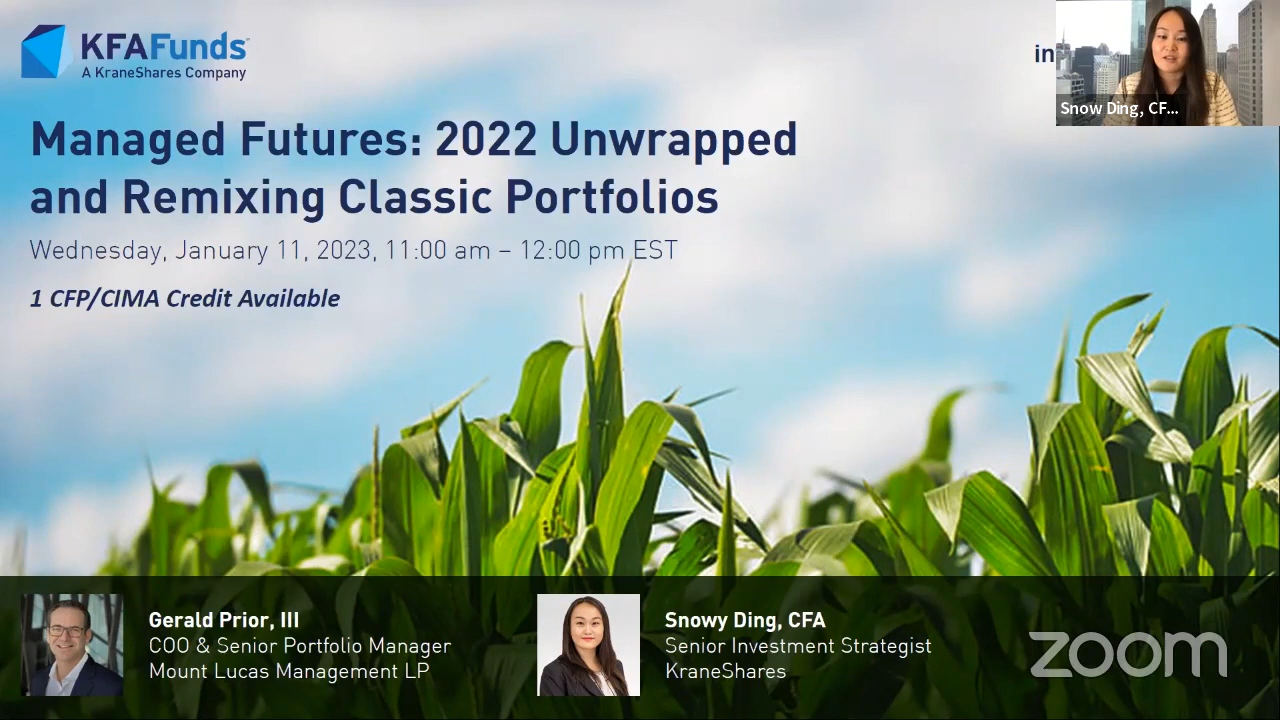 KFAFunds
A KraneShares Company
in
Snow Ding, CF...
Managed Futures: 2022 Unwrapped
and Remixing Classic Portfolios
Wednesday, January 11, 2023, 11:00 am – 12:00 pm EST
1 CFP/CIMA Credit Available
Gerald Prior, III
COO & Senior Portfolio Manager
Mount Lucas Management LP
Snowy Ding, CFA
Senior Investment Strategist
KraneShares
zoom